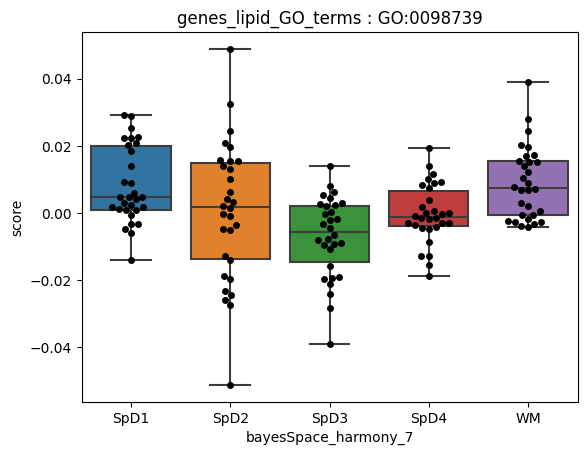 genes_lipid_GO_terms : GO:0098739
0.04
0.02
0.00
−0.02
−0.04
score
SpD1 SpD2 SpD3 SpD4 WM
bayesSpace_harmony_7